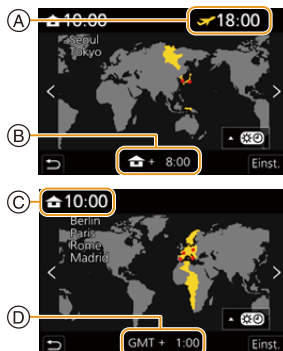 A
10:00
18:00
Seoul
Tokyo
B
+ 8:00
Einst.
C
10:00
Berlin
Paris
Rome
Madrid
D
GMT + 1:00
Einst.